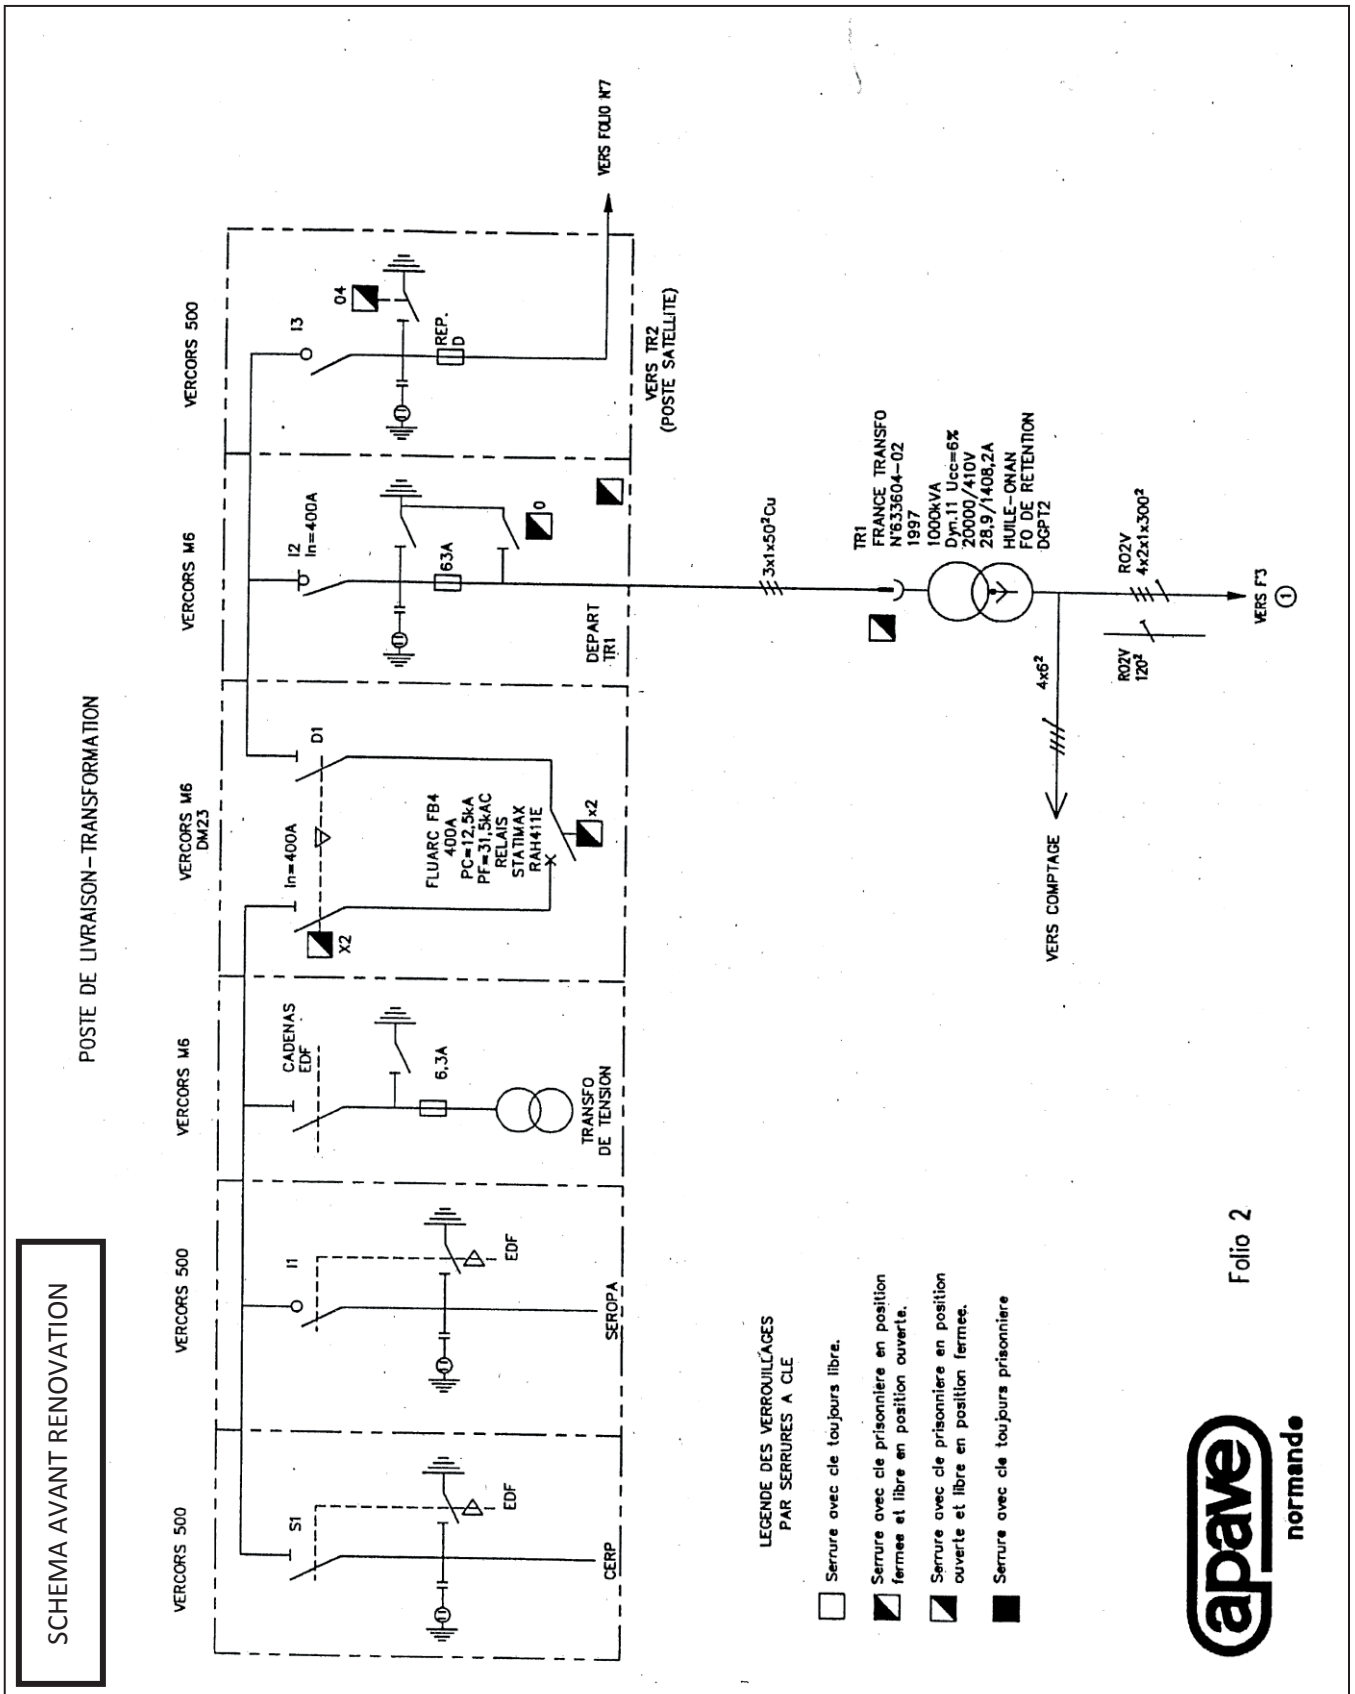 SCHEMA AVANT RENOVATION
POSTE DE LIVRAISON-TRANSFORMATION
VERCORS 500
S1
EDF
CERP
VERCORS 500
I1
EDF
SEROPA
VERCORS M6
CADENAS
EDF
6,3A
TRANSFO
DE TENSION
VERCORS M6
DM23
In=400A
D1
X2
FLUARC FB4
400A
PC=12,5kA
PF=31,5kAC
RELAIS
STATIMAX
RAH411E
x2
VERCORS M6
I2
In=400A
63A
0
DEPART
TR1
VERCORS 500
I3
04
REP.
D
VERS TR2
(POSTE SATELLITE)
VERS FOLIO N°7
3x1x50²Cu
TR1
FRANCE TRANSFO
N°633604-02
1997
1000kVA
Dyn.11 Ucc=6%
20000/410V
28,9/1408,2A
HUILE-ONAN
FO DE RETENTION
DGPT2
4x6²
VERS COMPTAGE
RO2V
120²
RO2V
4x2x1x300²
VERS F°3
1
LEGENDE DES VERROUILLAGES
PAR SERRURES A CLE
Serrure avec cle toujours libre.
Serrure avec cle prisonniere en position
fermee et libre en position ouverte.
Serrure avec cle prisonniere en position
ouverte et libre en position fermee.
Serrure avec cle toujours prisonniere
Folio 2
apave
normande